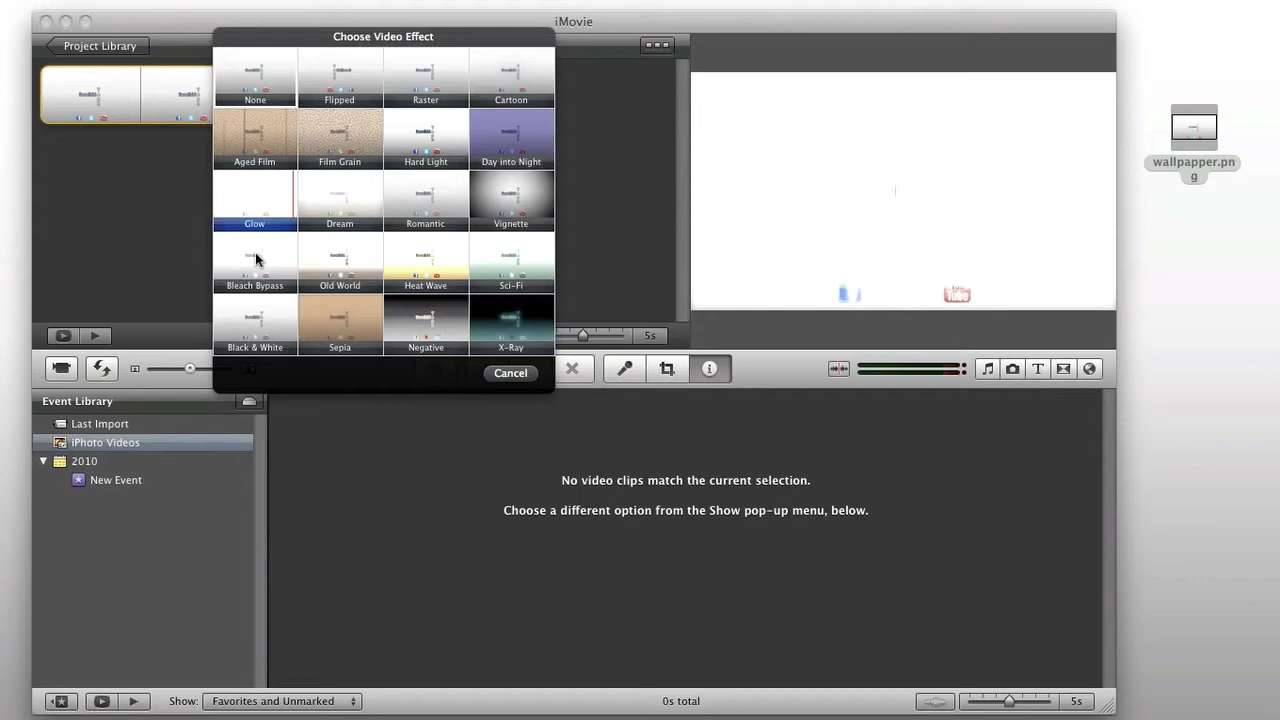 iMovie
Project Library
Choose Video Effect
None
Flipped
Raster
Cartoon
Aged Film
Film Grain
Hard Light
Day into Night
Glow
Dream
Romantic
Vignette
Bleach Bypass
Old World
Heat Wave
Sci-Fi
Black & White
Sepia
Negative
X-Ray
Cancel
5s
wallpapper.pn
g
Event Library
Last Import
iPhoto Videos
2010
New Event
No video clips match the current selection.
Choose a different option from the Show pop-up menu, below.
Show:
Favorites and Unmarked
0s total
5s